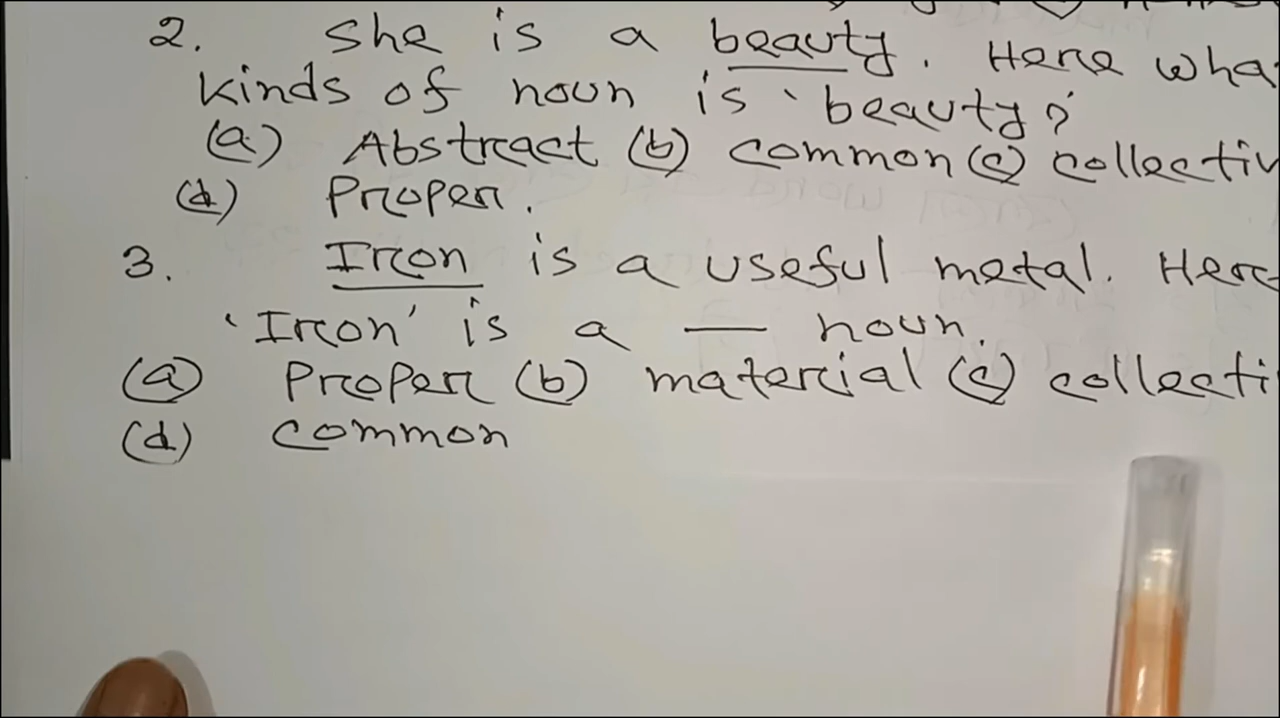 2. She is a beauty. Here wha
kinds of noun is 'beauty?
(a) Abstract (b) common (c) collectiv
(d) Proper.
3. Iron is a useful metal. Her
'Iron' is a — noun.
(a) Proper (b) material (c) collecti
(d) common